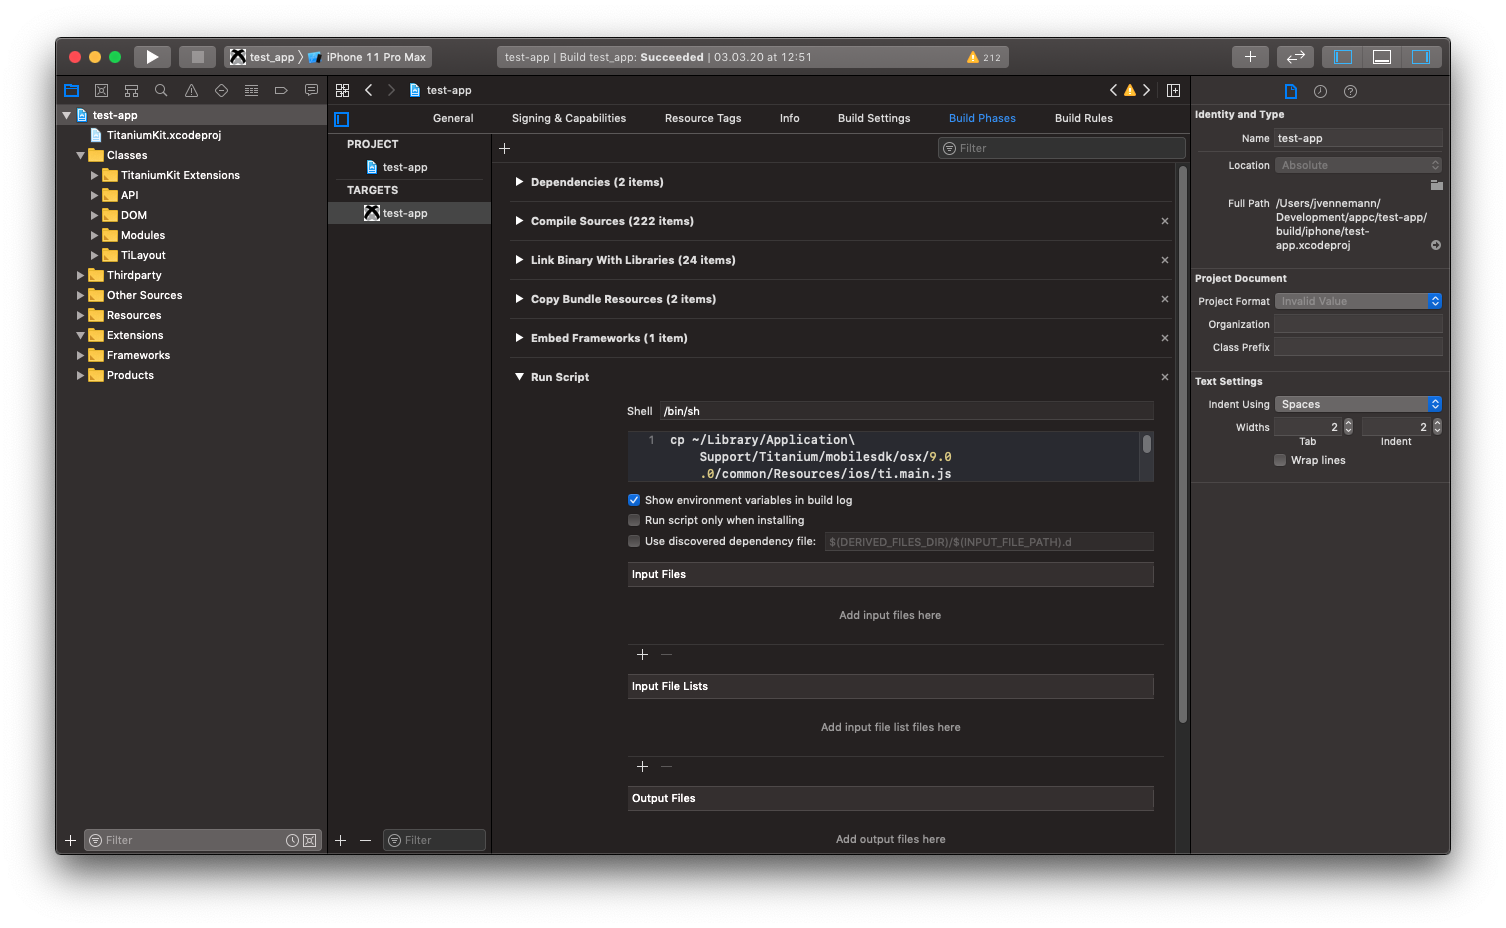 test_app 〉 iPhone 11 Pro Max
test-app | Build test_app: Succeeded | 03.03.20 at 12:51
212
test-app
TitaniumKit.xcodeproj
Classes
TitaniumKit Extensions
API
DOM
Modules
TiLayout
Thirdparty
Other Sources
Resources
Extensions
Frameworks
Products
Filter
test-app
General
Signing & Capabilities
Resource Tags
Info
Build Settings
Build Phases
Build Rules
PROJECT
test-app
TARGETS
test-app
Filter
Filter
Dependencies (2 items)
Compile Sources (222 items)
Link Binary With Libraries (24 items)
Copy Bundle Resources (2 items)
Embed Frameworks (1 item)
Run Script
Shell /bin/sh
1 cp ~/Library/Application\
Support/Titanium/mobilesdk/osx/9.0
.0/common/Resources/ios/ti.main.js
Show environment variables in build log
Run script only when installing
Use discovered dependency file: $(DERIVED_FILES_DIR)/$(INPUT_FILE_PATH).d
Input Files
Add input files here
Input File Lists
Add input file list files here
Output Files
Add output files here
Identity and Type
Name test-app
Location Absolute
Full Path /Users/jvennemann/
Development/appc/test-app/
build/iphone/test-
app.xcodeproj
Project Document
Project Format Invalid Value
Organization
Class Prefix
Text Settings
Indent Using Spaces
Widths 2 2
Tab Indent
Wrap lines